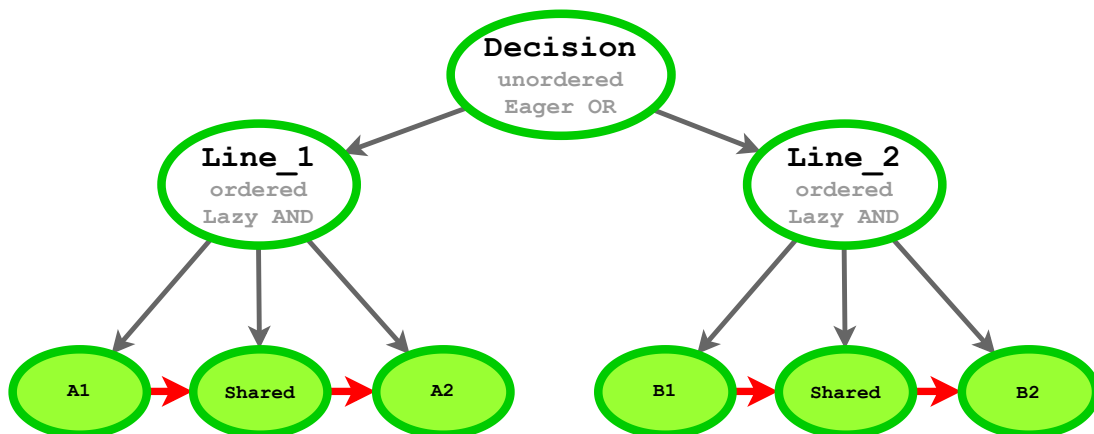 Decision
unordered
Eager OR
Line_1
ordered
Lazy AND
Line_2
ordered
Lazy AND
A1
Shared
A2
B1
Shared
B2